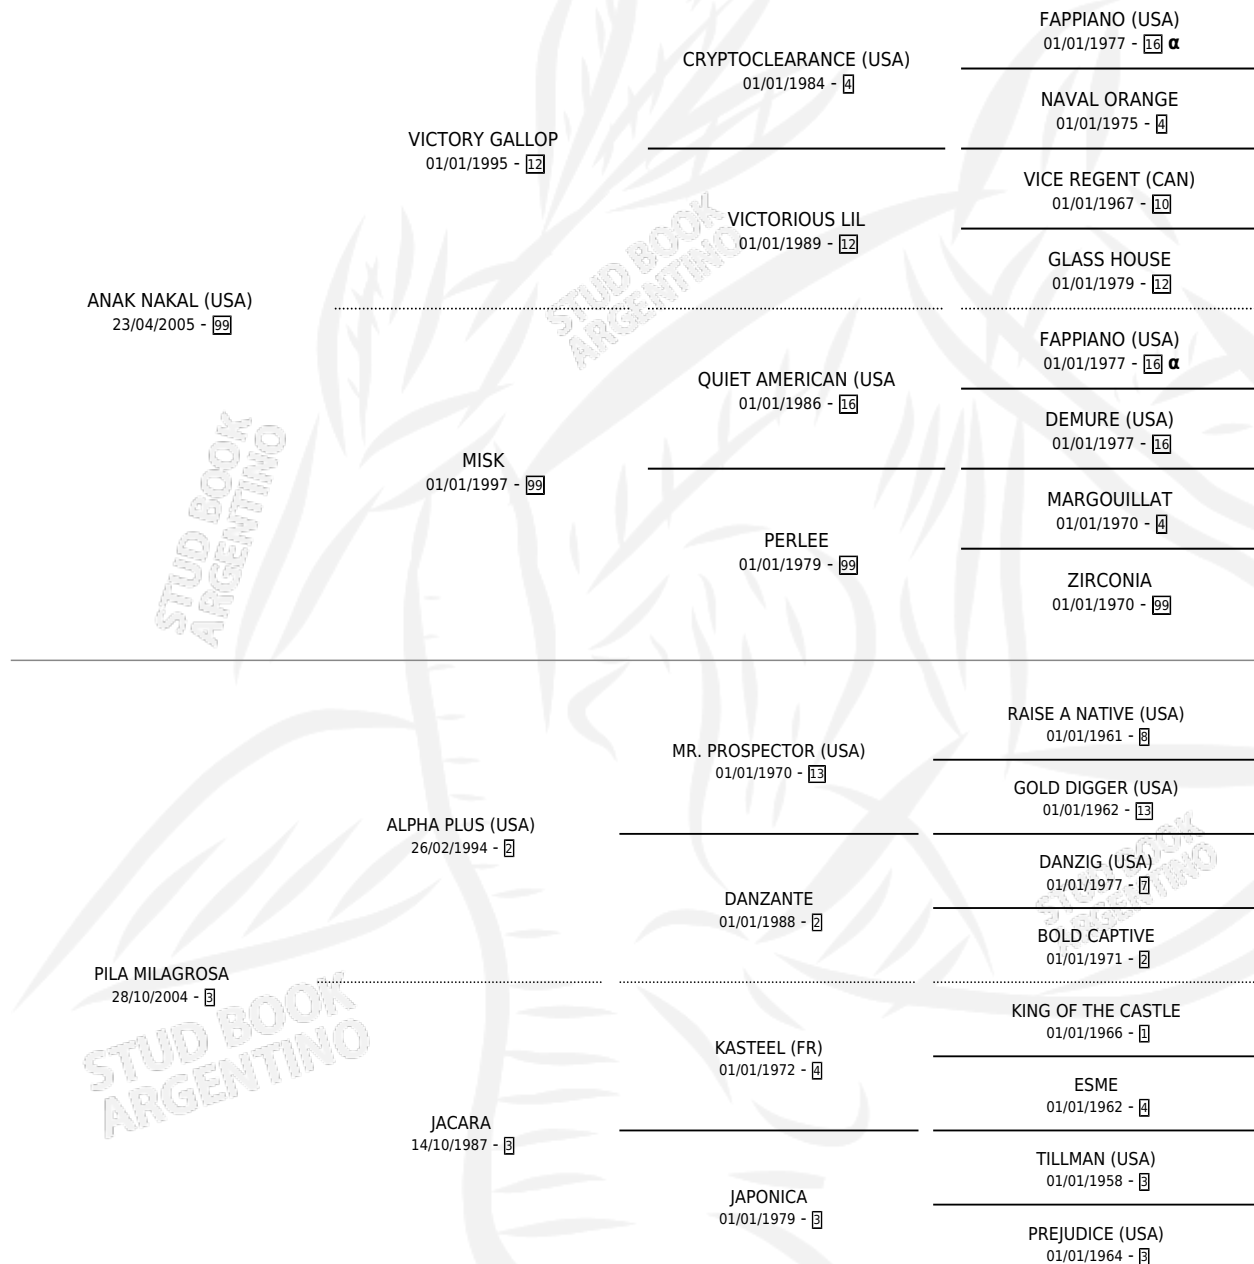 FAPPIANO (USA)
01/01/1977 - 16 α
CRYPTOCLEARANCE (USA)
01/01/1984 - 4
NAVAL ORANGE
01/01/1975 - 4
VICTORY GALLOP
01/01/1995 - 12
VICE REGENT (CAN)
01/01/1967 - 10
VICTORIOUS LIL
01/01/1989 - 12
GLASS HOUSE
01/01/1979 - 12
ANAK NAKAL (USA)
23/04/2005 - 99
FAPPIANO (USA)
01/01/1977 - 16 α
QUIET AMERICAN (USA
01/01/1986 - 16
DEMURE (USA)
01/01/1977 - 16
MISK
01/01/1997 - 99
MARGOUILLAT
01/01/1970 - 4
PERLEE
01/01/1979 - 99
ZIRCONIA
01/01/1970 - 99
RAISE A NATIVE (USA)
01/01/1961 - 8
MR. PROSPECTOR (USA)
01/01/1970 - 13
GOLD DIGGER (USA)
01/01/1962 - 13
ALPHA PLUS (USA)
26/02/1994 - 2
DANZIG (USA)
01/01/1977 - 7
DANZANTE
01/01/1988 - 2
BOLD CAPTIVE
01/01/1971 - 2
PILA MILAGROSA
28/10/2004 - 3
KING OF THE CASTLE
01/01/1966 - 1
KASTEEL (FR)
01/01/1972 - 4
ESME
01/01/1962 - 4
JACARA
14/10/1987 - 3
TILLMAN (USA)
01/01/1958 - 3
JAPONICA
01/01/1979 - 3
PREJUDICE (USA)
01/01/1964 - 3
STUD BOOK
ARGENTINO
STUD BOOK
ARGENTINO
STUD BOOK
ARGENTINO
STUD BOOK
ARGENTINO